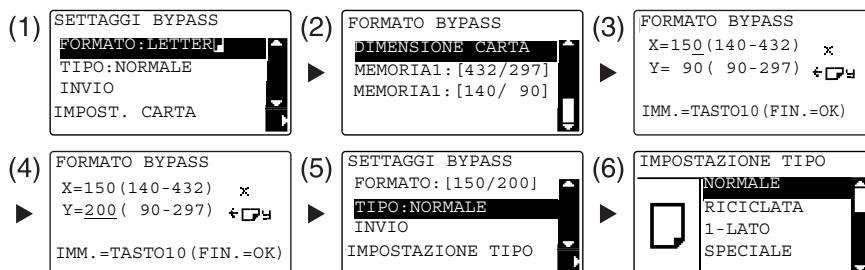 (1)
SETTAGGI BYPASS
FORMATO:LETTER
TIPO:NORMALE
INVIO
IMPOST. CARTA
(2)
FORMATO BYPASS
DIMENSIONE CARTA
MEMORIA1:[432/297]
MEMORIA1:[140/ 90]
(3)
FORMATO BYPASS
X=150(140-432) x
Y= 90( 90-297) y
IMM.=TASTO10(FIN.=OK)
(4)
FORMATO BYPASS
X=150(140-432) x
Y=200( 90-297) y
IMM.=TASTO10(FIN.=OK)
(5)
SETTAGGI BYPASS
FORMATO:[150/200]
TIPO:NORMALE
INVIO
IMPOSTAZIONE TIPO
(6)
IMPOSTAZIONE TIPO
NORMALE
RICICLATA
1-LATO
SPECIALE